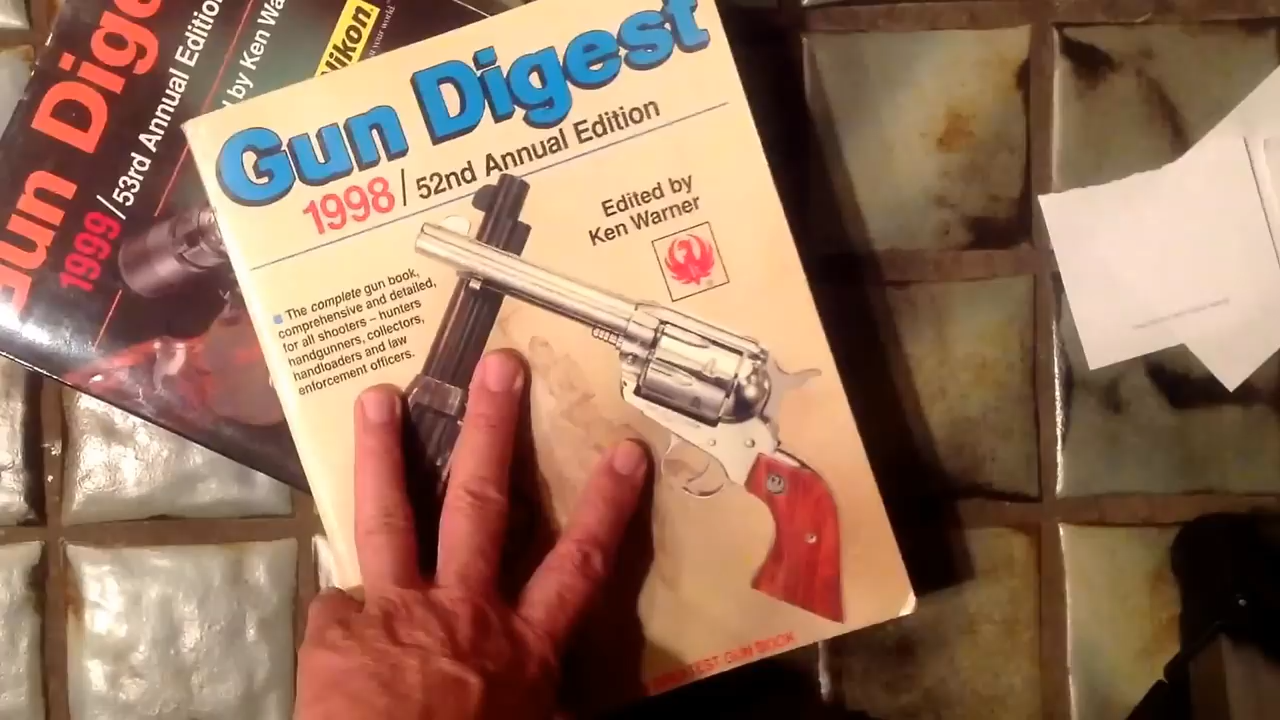 Gun Digest
1998 / 52nd Annual Edition
Edited by
Ken Warner
The complete gun book,
comprehensive and detailed,
for all shooters – hunters
handgunners, collectors,
handloaders and law
enforcement officers.
GUN BOOK
Gun Dige
1999 / 53rd Annual Edition
by Ken Wa
Nikon